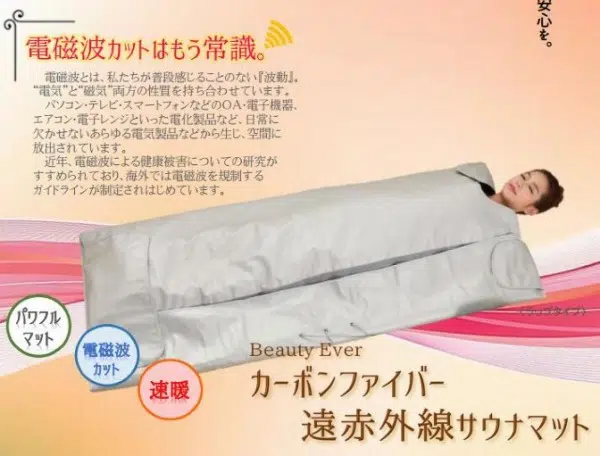 安心を。
電磁波カットはもう常識。
電磁波とは、私たちが普段感じることのない『波動』。
“電気”と“磁気”両方の性質を持ち合わせています。
パソコン・テレビ・スマートフォンなどのOA・電子機器、
エアコン・電子レンジといった電化製品など、日常に
欠かせないあらゆる電気製品などから生じ、空間に
放出されています。
近年、電磁波による健康被害についての研究が
すすめられており、海外では電磁波を規制する
ガイドラインが制定されはじめています。
パワフル
マット
電磁波
カット
速暖
Beauty Ever
カーボンファイバー
遠赤外線サウナマット